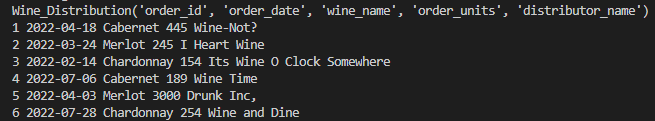 Wine_Distribution('order_id', 'order_date', 'wine_name', 'order_units', 'distributor_name')
1 2022-04-18 Cabernet 445 Wine-Not?
2 2022-03-24 Merlot 245 I Heart Wine
3 2022-02-14 Chardonnay 154 Its Wine O Clock Somewhere
4 2022-07-06 Cabernet 189 Wine Time
5 2022-04-03 Merlot 3000 Drunk Inc,
6 2022-07-28 Chardonnay 254 Wine and Dine